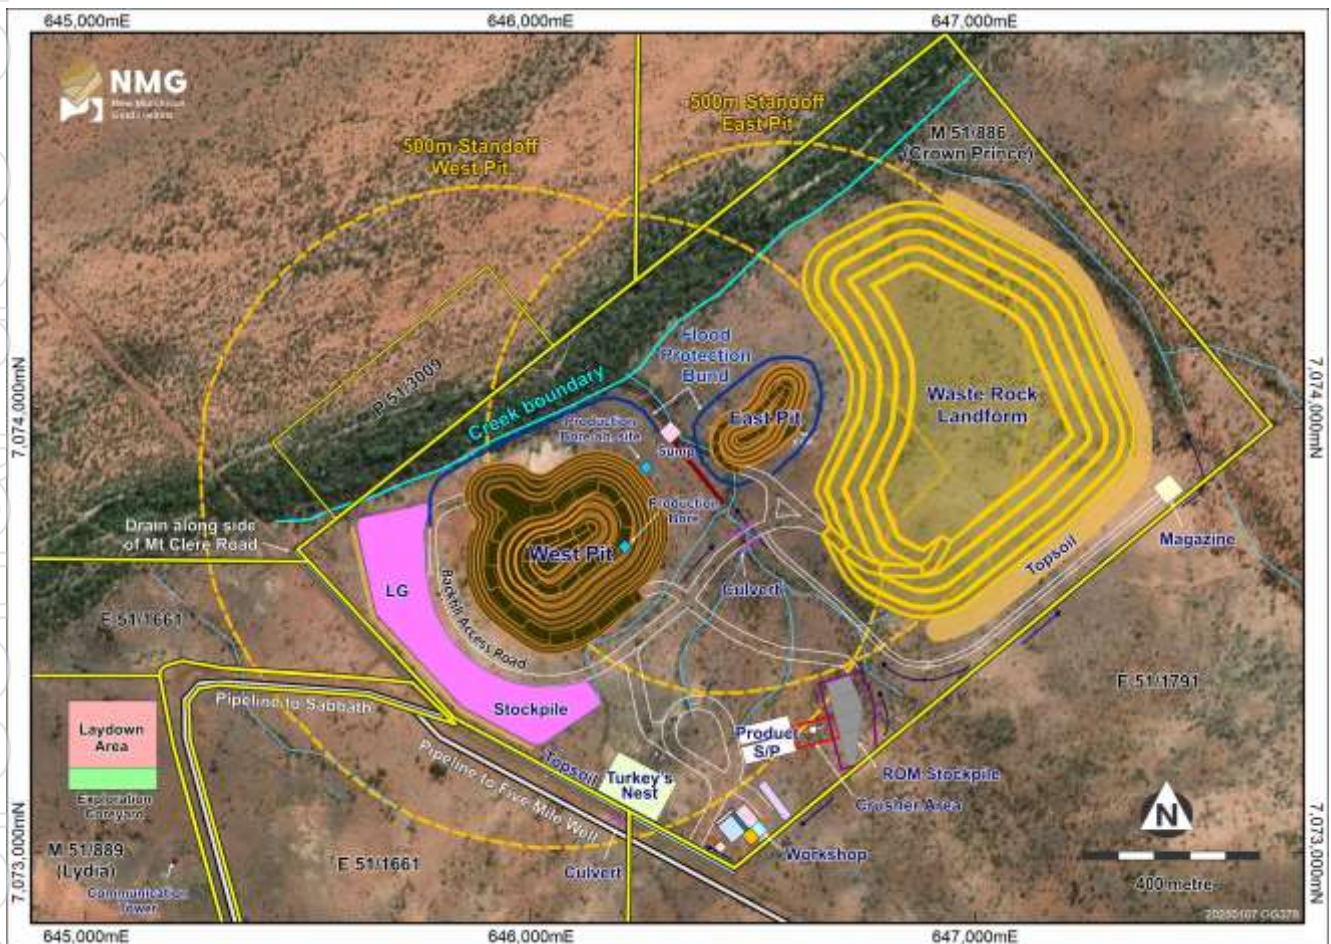 645,000mE
646,000mE
647,000mE
NMG
500m Standoff
East Pit
500m Standoff
West Pit
M 51/886
(Crown Prince)
7,074,000mN
7,074,000mN
P 51/3009
Flood
Protection
Bund
Creek boundary
Waste Rock
Landform
East Pit
Production
Sump
Production
Bore
Drain along side
of Mt Clere Road
West Pit
Magazine
Topsoil
LG
Culvert
Backfill Access Road
E 51/1661
E 51/1791
Pipeline to Sabbath
Stockpile
Laydown
Area
Product
S/P
Topsoil
Turkey's
Nest
ROM Stockpile
Exploration
Coreyard
Pipeline to Five Mile Well
Crusher Area
N
7,073,000mN
7,073,000mN
M 51/889
(Lydia)
E 51/1661
Workshop
Culvert
Communication
Tower
400 metre
645,000mE
646,000mE
647,000mE